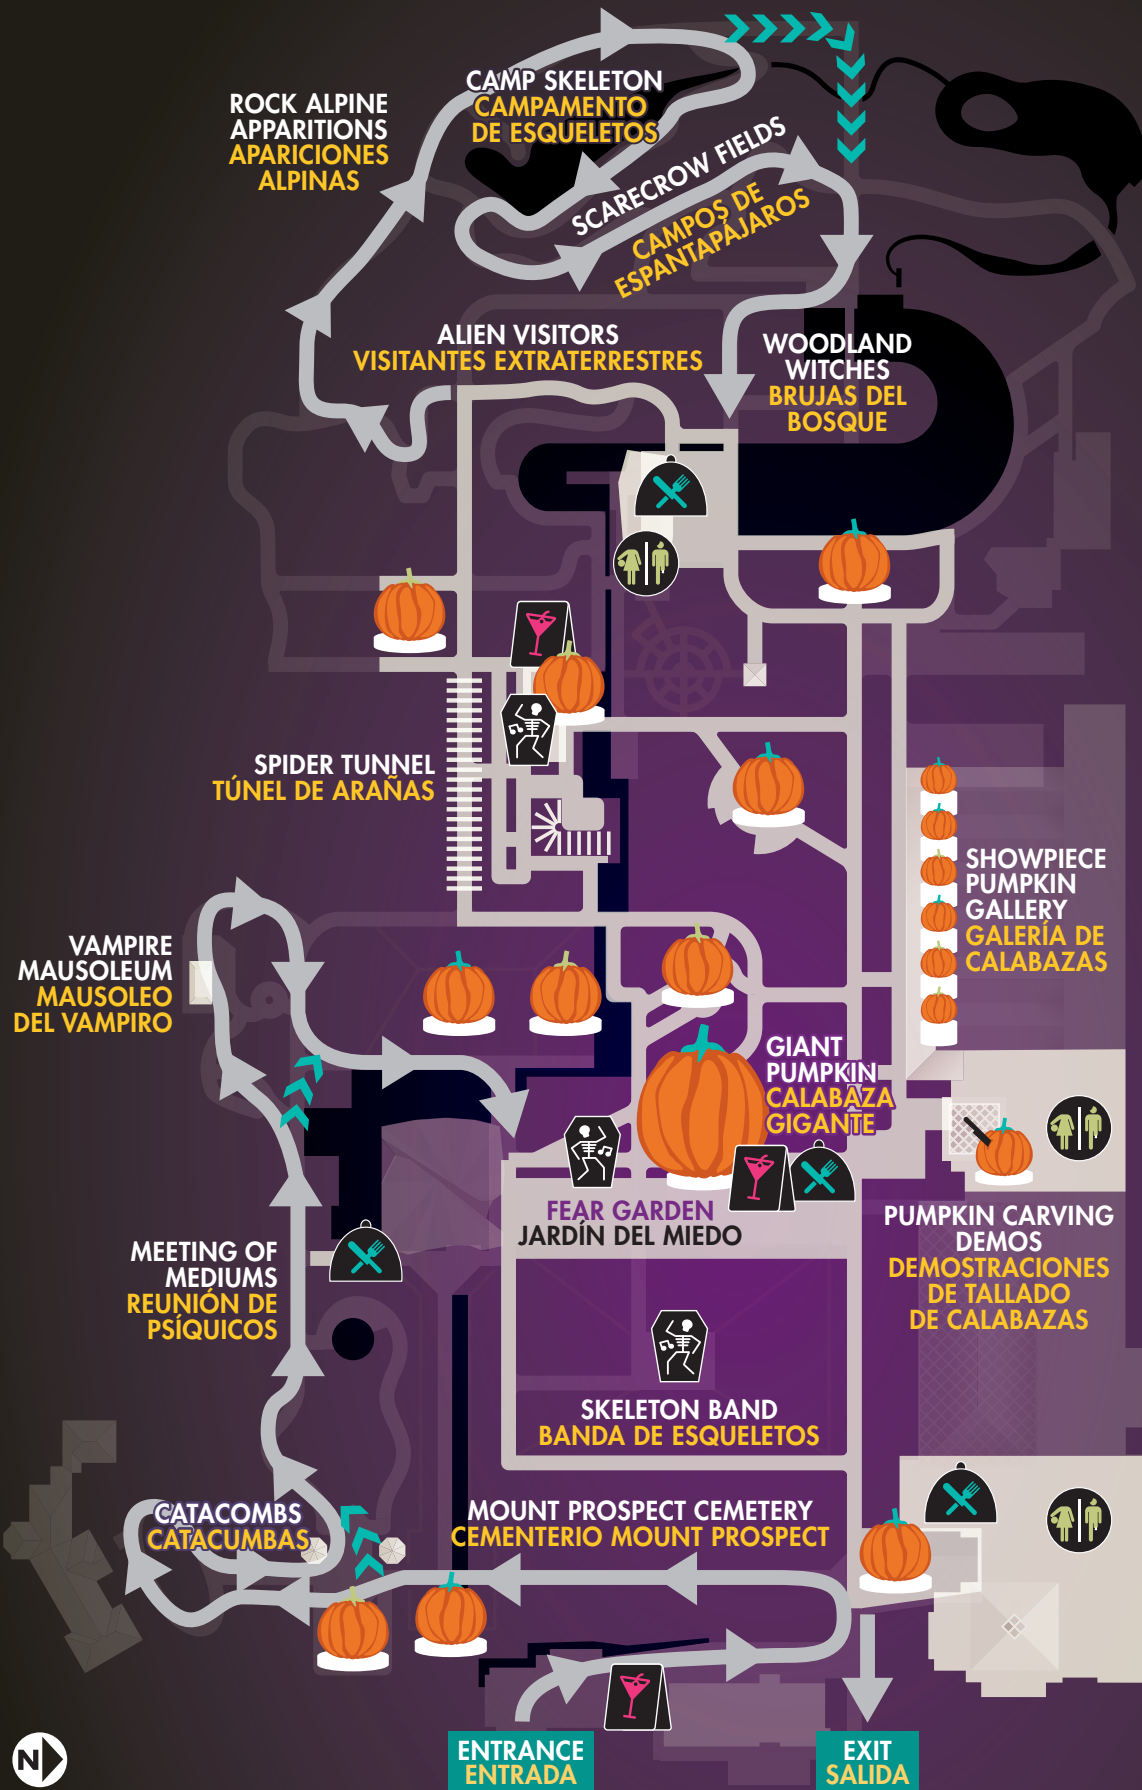 CAMP SKELETON
CAMPAMENTO
DE ESQUELETOS
ROCK ALPINE
APPARITIONS
APARICIONES
ALPINAS
SCARECROW FIELDS
CAMPOS DE
ESPANTAPÁJAROS
ALIEN VISITORS
VISITANTES EXTRATERRESTRES
WOODLAND
WITCHES
BRUJAS DEL
BOSQUE
SPIDER TUNNEL
TÚNEL DE ARAÑAS
SHOWPIECE
PUMPKIN
GALLERY
GALERÍA DE
CALABAZAS
VAMPIRE
MAUSOLEUM
MAUSOLEO
DEL VAMPIRO
GIANT
PUMPKIN
CALABAZA
GIGANTE
FEAR GARDEN
JARDÍN DEL MIEDO
PUMPKIN CARVING
DEMOS
DEMOSTRACIONES
DE TALLADO
DE CALABAZAS
MEETING OF
MEDIUMS
REUNIÓN DE
PSÍQUICOS
SKELETON BAND
BANDA DE ESQUELETOS
CATACOMBS
CATACUMBAS
MOUNT PROSPECT CEMETERY
CEMENTERIO MOUNT PROSPECT
N
ENTRANCE
ENTRADA
EXIT
SALIDA